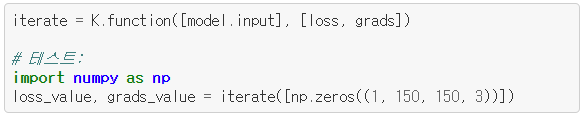 iterate = K.function([model.input], [loss, grads])
# 테스트:
import numpy as np
loss_value, grads_value = iterate([np.zeros((1, 150, 150, 3))])